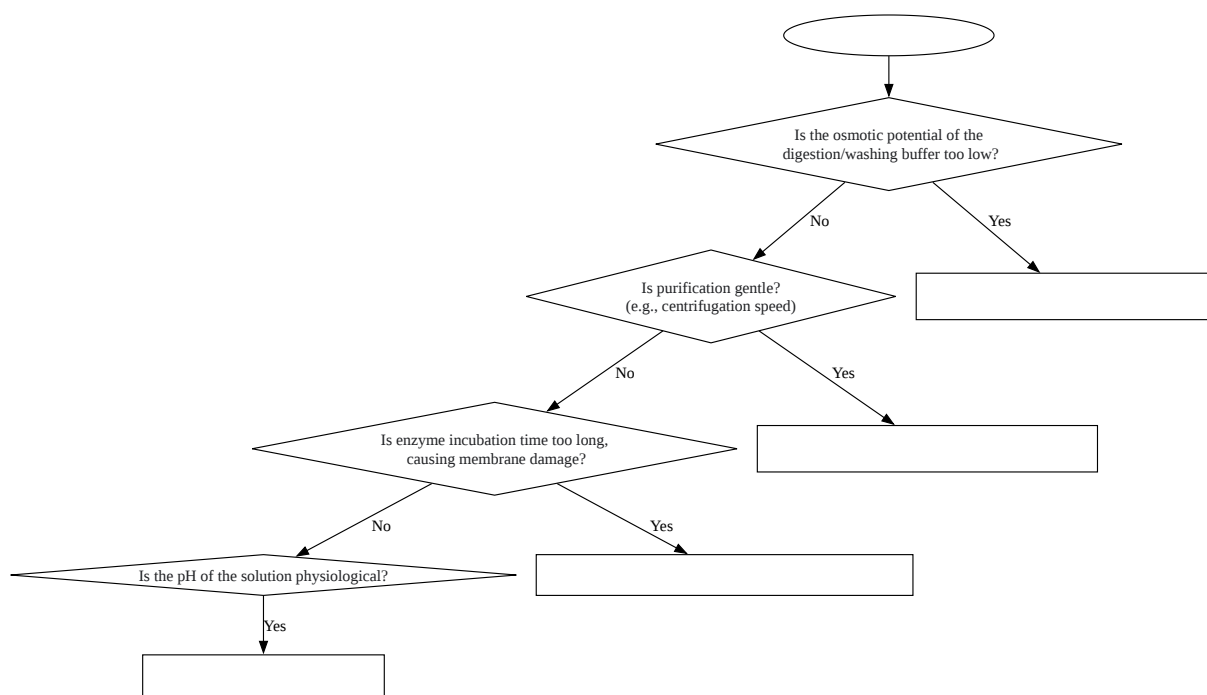 Is the osmotic potential of the
digestion/washing buffer too low?
No
Yes
Is purification gentle?
(e.g., centrifugation speed)
No
Yes
Is enzyme incubation time too long,
causing membrane damage?
No
Yes
Is the pH of the solution physiological?
Yes